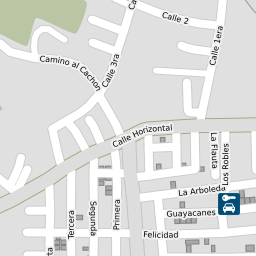 Calle 2
Calle 1era
Camino al Cachon
Calle 3ra
Calle Horizontal
La Flauta
Los Robles
La Arboleda
Guayacanes
Tercera
Segunda
Primera
Felicidad
ta